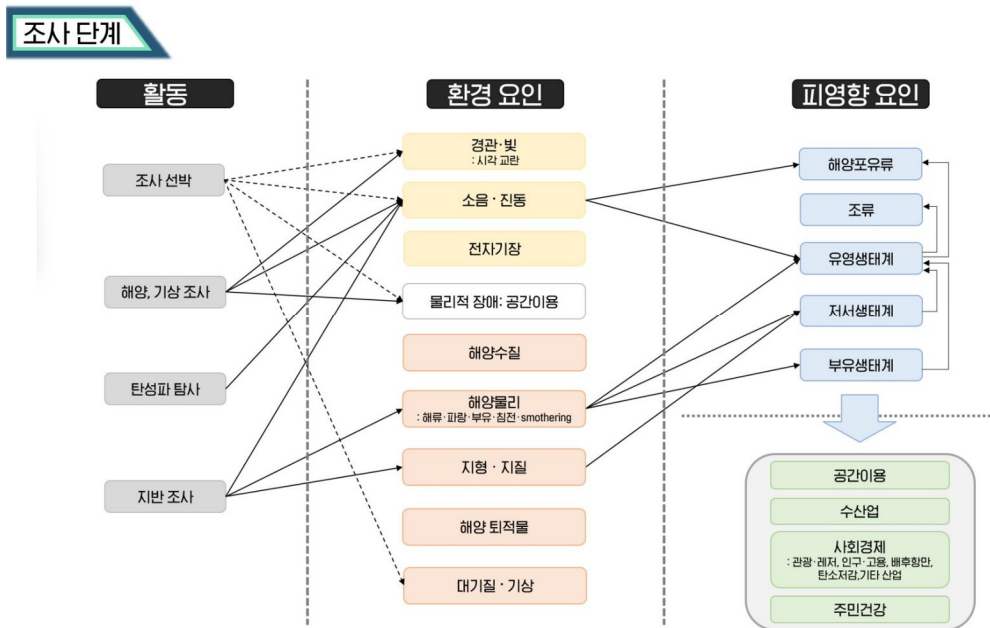 조사 단계
활동
환경 요인
피영향 요인
조사 선박
해양, 기상 조사
탄성파 탐사
지반 조사
경관·빛
: 시각 교란
소음 · 진동
전자기장
물리적 장애: 공간이용
해양수질
해양물리
: 해류·파랑·부유·침전·smothering
지형 · 지질
해양 퇴적물
대기질 · 기상
해양포유류
조류
유영생태계
저서생태계
부유생태계
공간이용
수산업
사회경제
: 관광·레저, 인구·고용, 배후항만,
탄소저감,기타 산업
주민건강